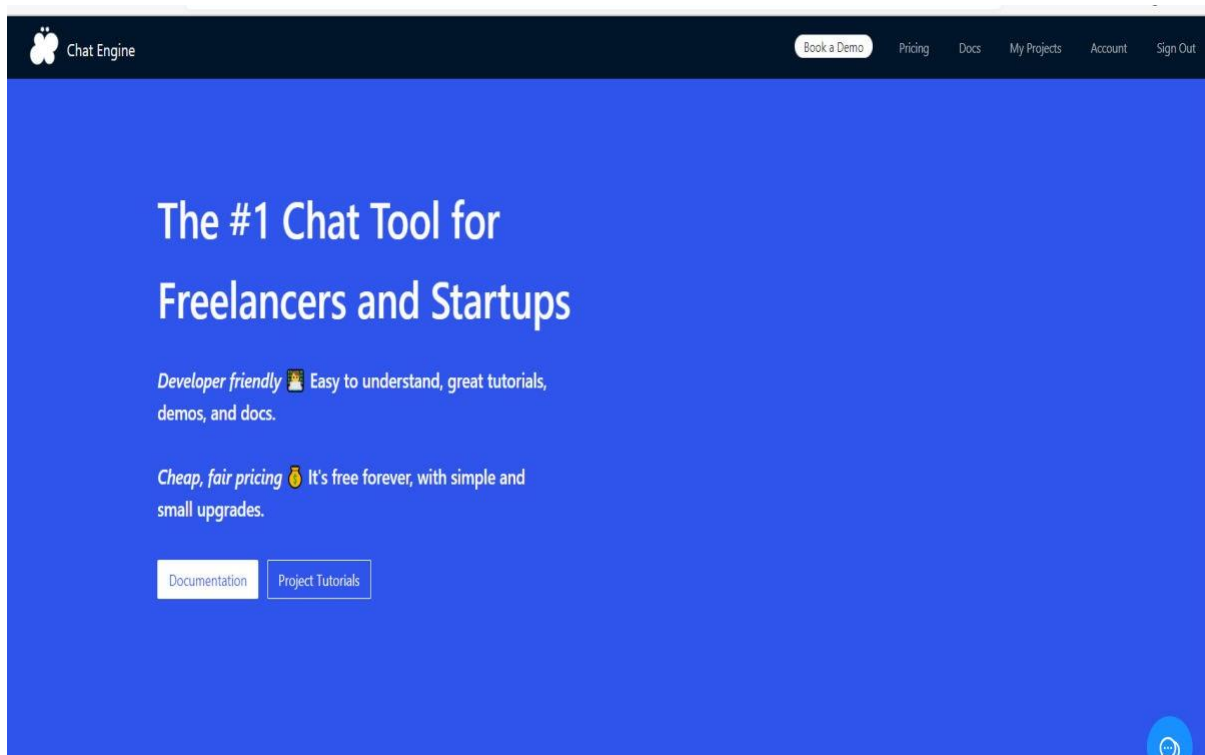 Chat Engine
Book a Demo
Pricing
Docs
My Projects
Account
Sign Out
The #1 Chat Tool for
Freelancers and Startups
Developer friendly 👨‍💻 Easy to understand, great tutorials,
demos, and docs.
Cheap, fair pricing 💰 It's free forever, with simple and
small upgrades.
Documentation
Project Tutorials